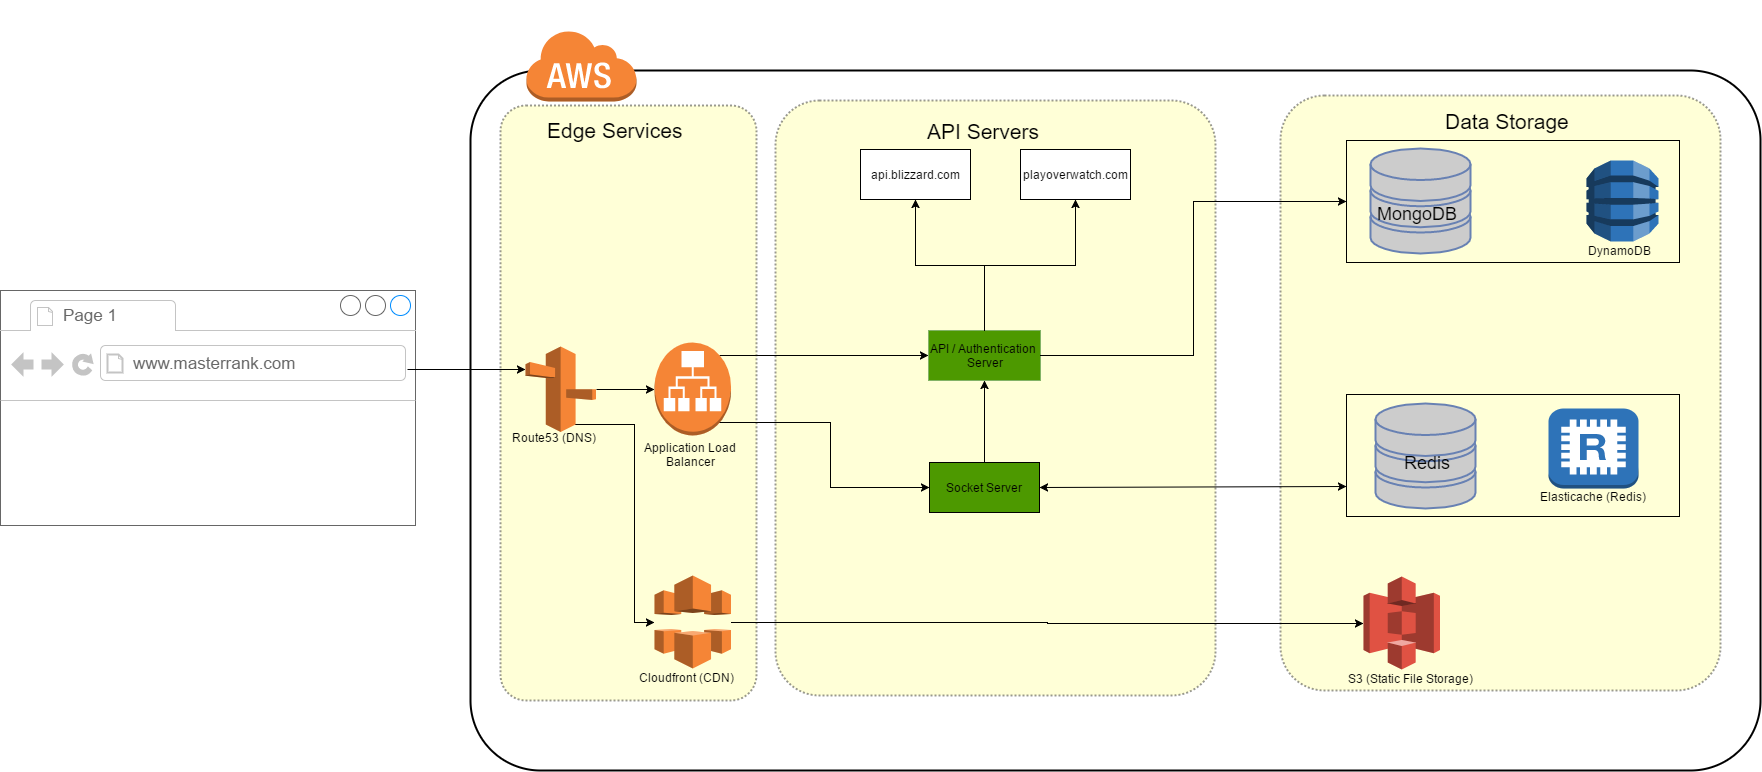 AWS
Edge Services
API Servers
Data Storage
api.blizzard.com
playoverwatch.com
MongoDB
DynamoDB
Page 1
www.masterrank.com
API / Authentication
Server
Route53 (DNS)
Application Load
Balancer
Socket Server
Redis
R
Elasticache (Redis)
Cloudfront (CDN)
S3 (Static File Storage)